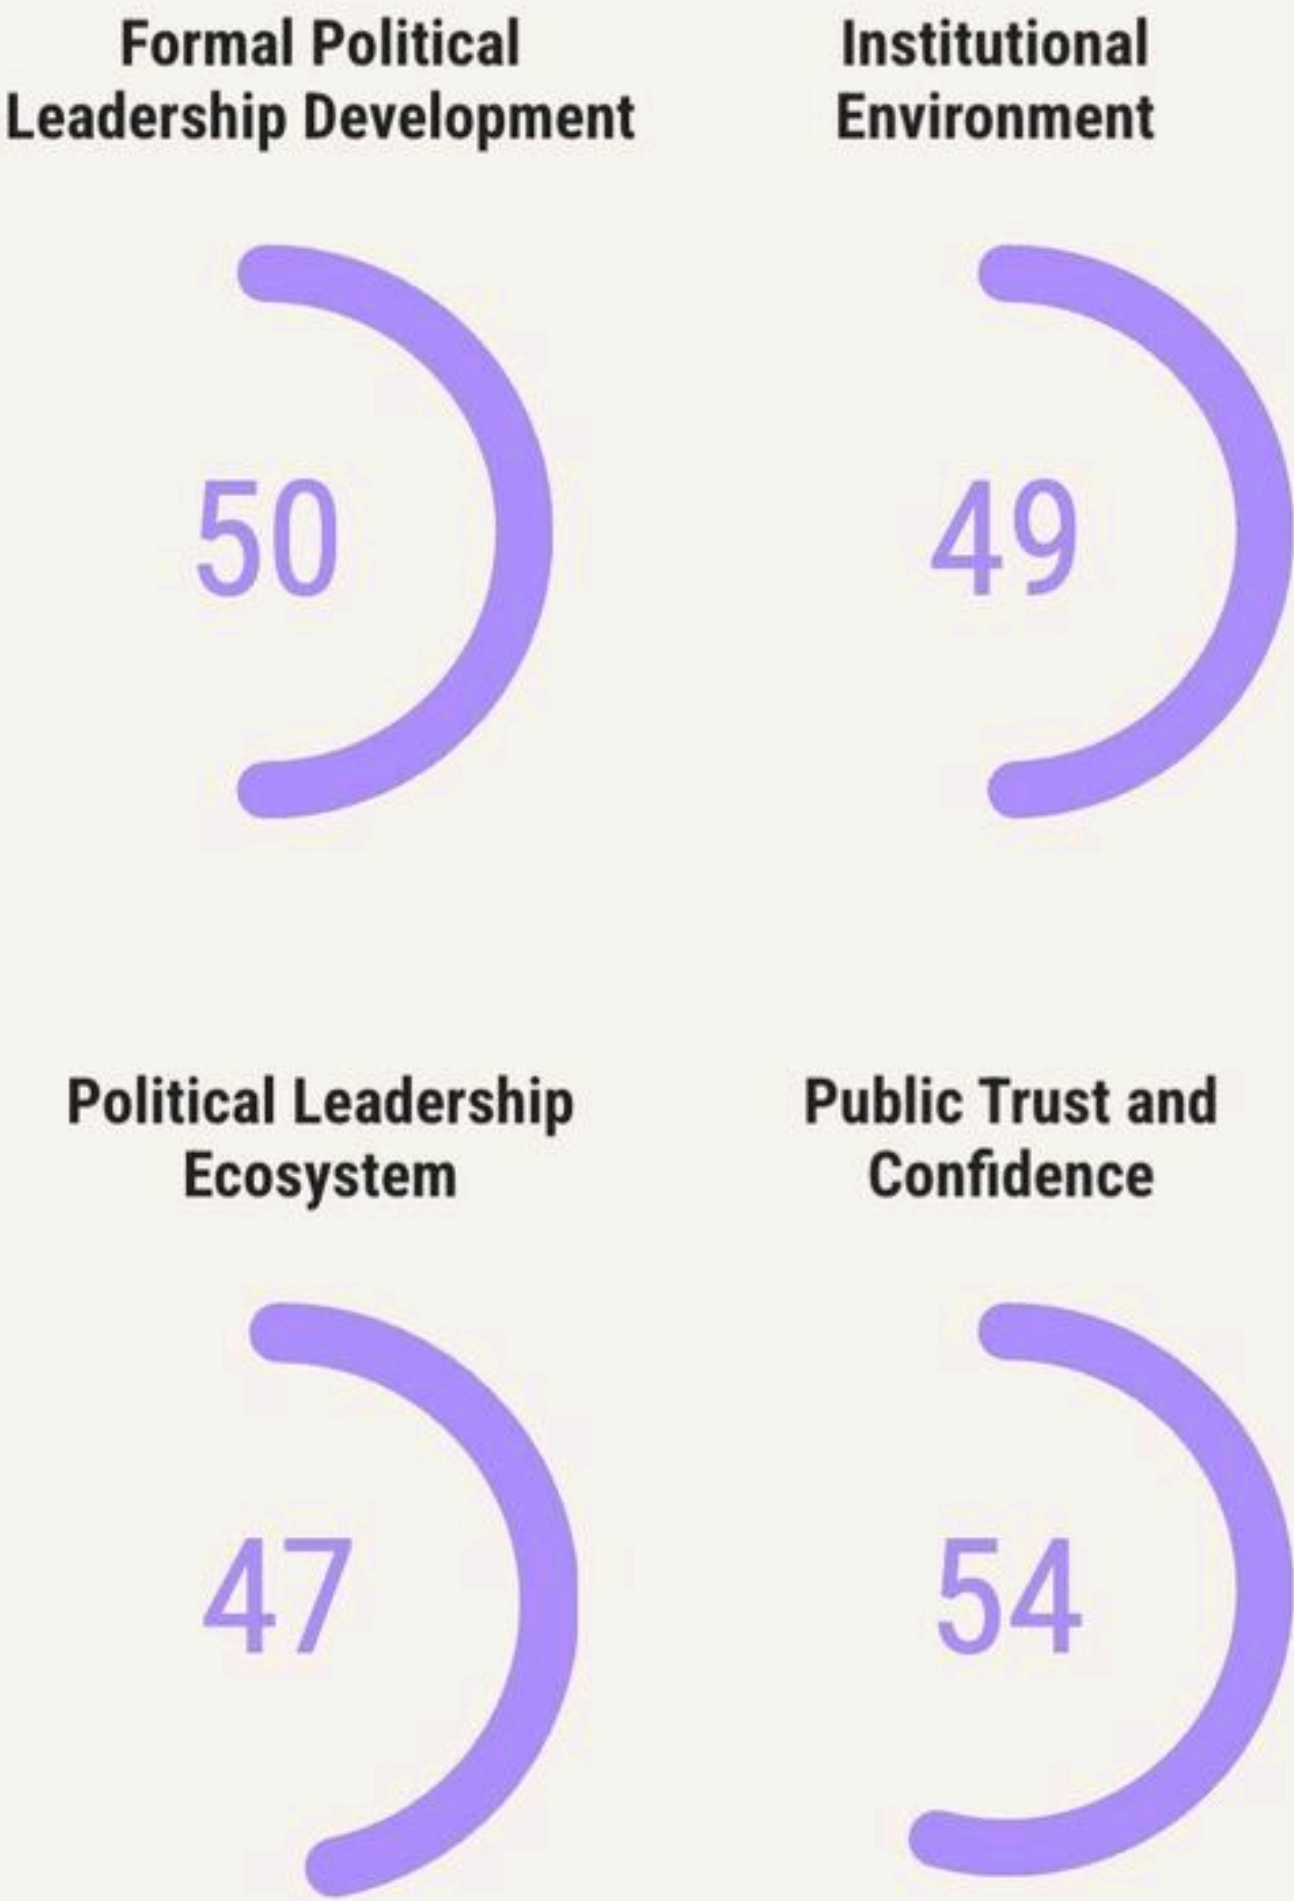 Formal Political
Leadership Development
50
Institutional
Environment
49
Political Leadership
Ecosystem
47
Public Trust and
Confidence
54